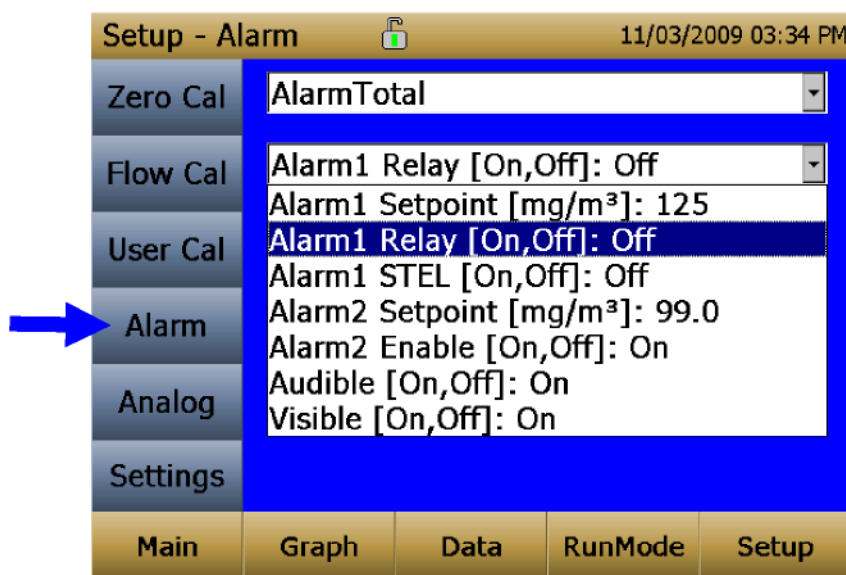 Setup - Alarm 11/03/2009 03:34 PM
Zero Cal
AlarmTotal
Flow Cal
Alarm1 Relay [On,Off]: Off
Alarm1 Setpoint [mg/m³]: 125
User Cal
Alarm1 Relay [On,Off]: Off
Alarm1 STEL [On,Off]: Off
Alarm
Alarm2 Setpoint [mg/m³]: 99.0
Alarm2 Enable [On,Off]: On
Analog
Audible [On,Off]: On
Visible [On,Off]: On
Settings
Main Graph Data RunMode Setup